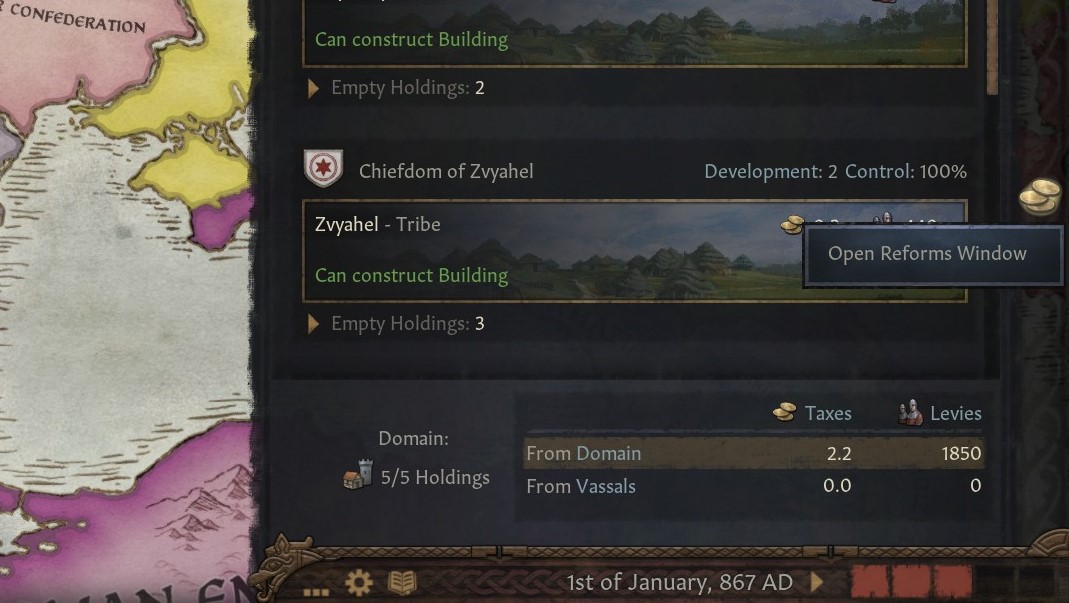 CONFEDERATION
Can construct Building
Empty Holdings: 2
Chiefdom of Zvyahel
Development: 2 Control: 100%
Zvyahel - Tribe
Open Reforms Window
Can construct Building
Empty Holdings: 3
Taxes Levies
Domain:
5/5 Holdings
From Domain 2.2 1850
From Vassals 0.0 0
1st of January, 867 AD